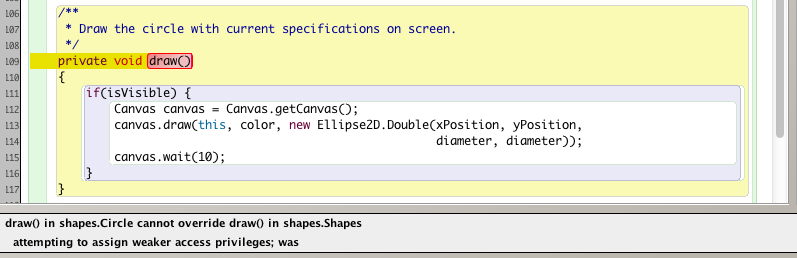 106 /**
107 * Draw the circle with current specifications on screen.
108 */
109 private void draw()
110 {
111 if(isVisible) {
112 Canvas canvas = Canvas.getCanvas();
113 canvas.draw(this, color, new Ellipse2D.Double(xPosition, yPosition,
114 diameter, diameter));
115 canvas.wait(10);
116 }
117 }
draw() in shapes.Circle cannot override draw() in shapes.Shapes
attempting to assign weaker access privileges; was